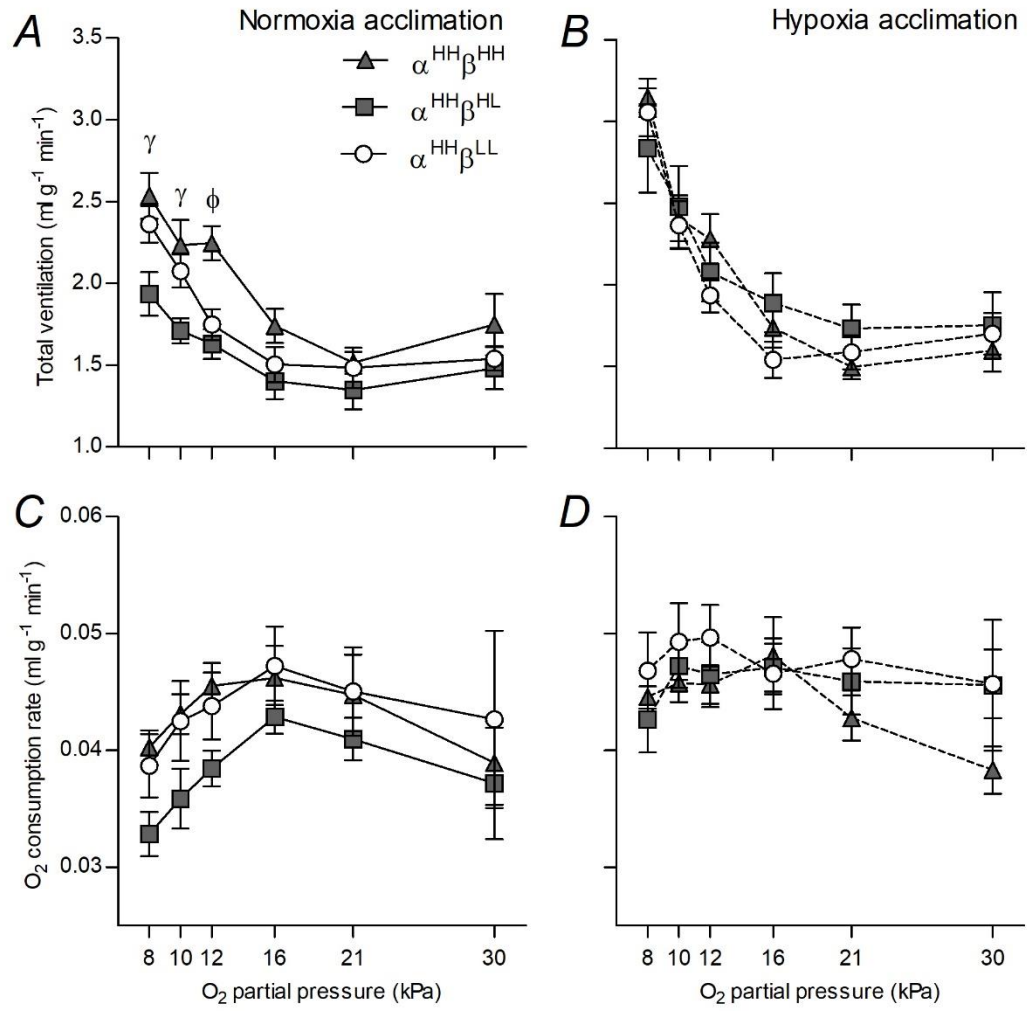 A
Normoxia acclimation
B
Hypoxia acclimation
α^HHβ^HH
α^HHβ^HL
α^HHβ^LL
3.5
3.0
2.5
2.0
1.5
1.0
Total ventilation (ml g⁻¹ min⁻¹)
γ
γ
ϕ
C
D
0.06
0.05
0.04
0.03
O₂ consumption rate (ml g⁻¹ min⁻¹)
8 10 12 16 21 30
8 10 12 16 21 30
O₂ partial pressure (kPa)
O₂ partial pressure (kPa)